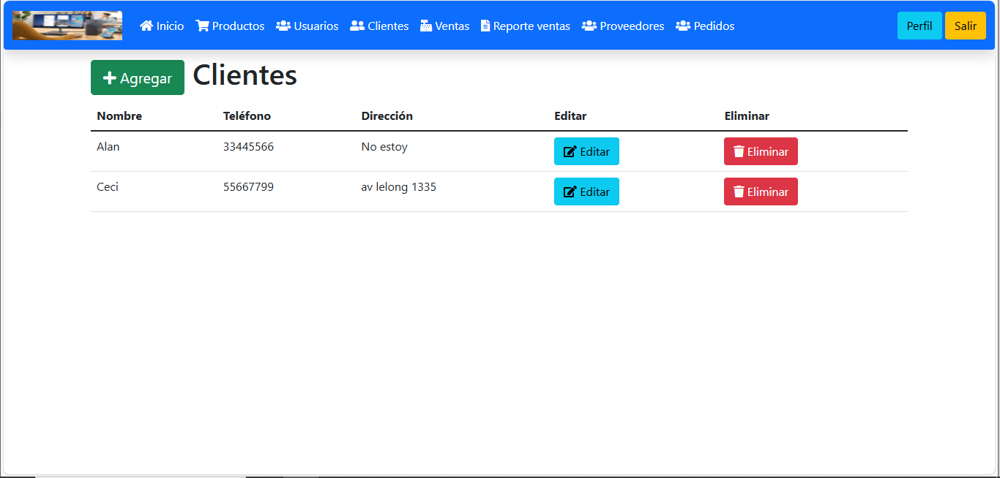 Inicio Productos Usuarios Clientes Ventas Reporte ventas Proveedores Pedidos Perfil Salir
Agregar Clientes
Nombre Teléfono Dirección Editar Eliminar
Alan 33445566 No estoy Editar Eliminar
Ceci 55667799 av lelong 1335 Editar Eliminar